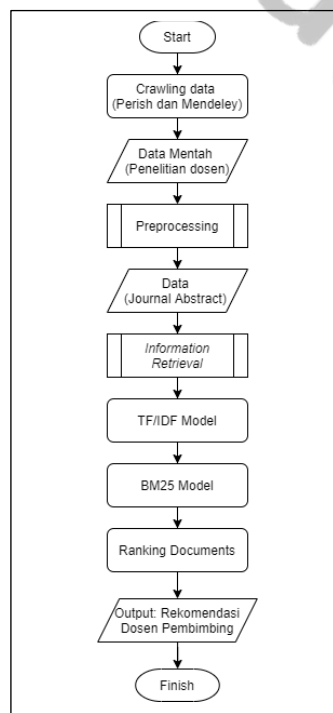 Start
Crawling data
(Perish dan Mendeley)
Data Mentah
(Penelitian dosen)
Preprocessing
Data
(Journal Abstract)
Information
Retrieval
TF/IDF Model
BM25 Model
Ranking Documents
Output: Rekomendasi
Dosen Pembimbing
Finish